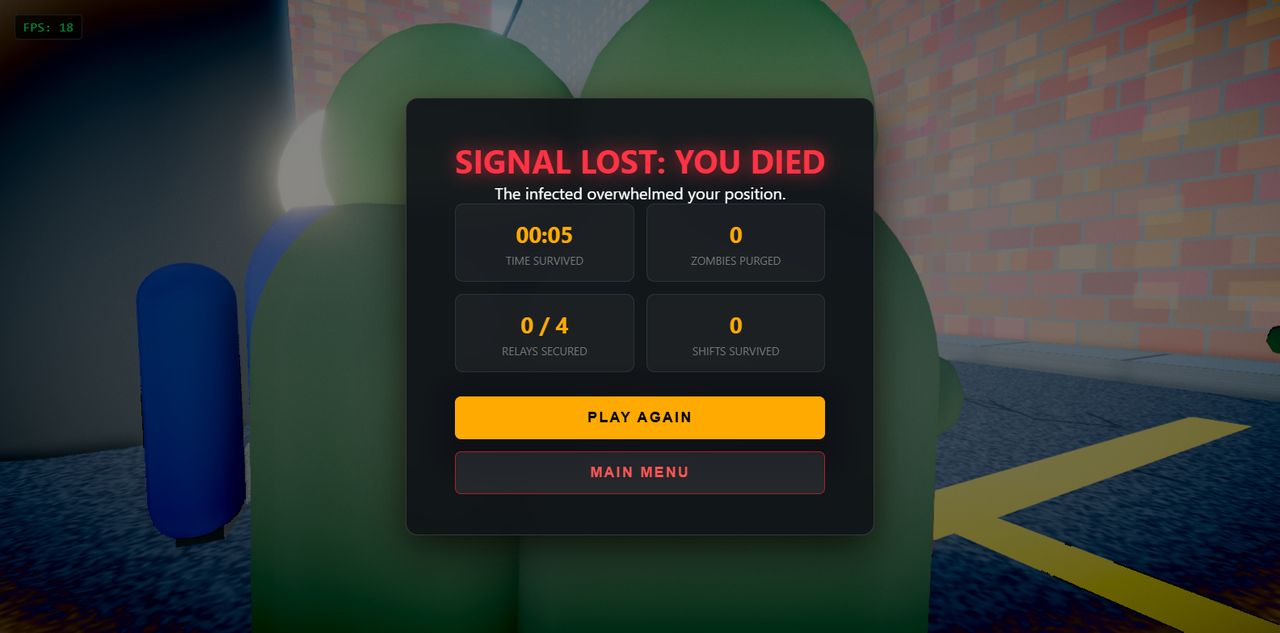 FPS: 18
SIGNAL LOST: YOU DIED
The infected overwhelmed your position.
00:05
TIME SURVIVED
0
ZOMBIES PURGED
0 / 4
RELAYS SECURED
0
SHIFTS SURVIVED
PLAY AGAIN
MAIN MENU